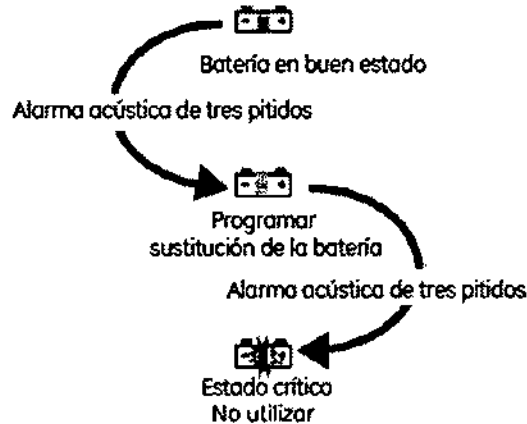 Batería en buen estado
Alarma acústica de tres pitidos
Programar
sustitución de la batería
Alarma acústica de tres pitidos
Estado crítico
No utilizar